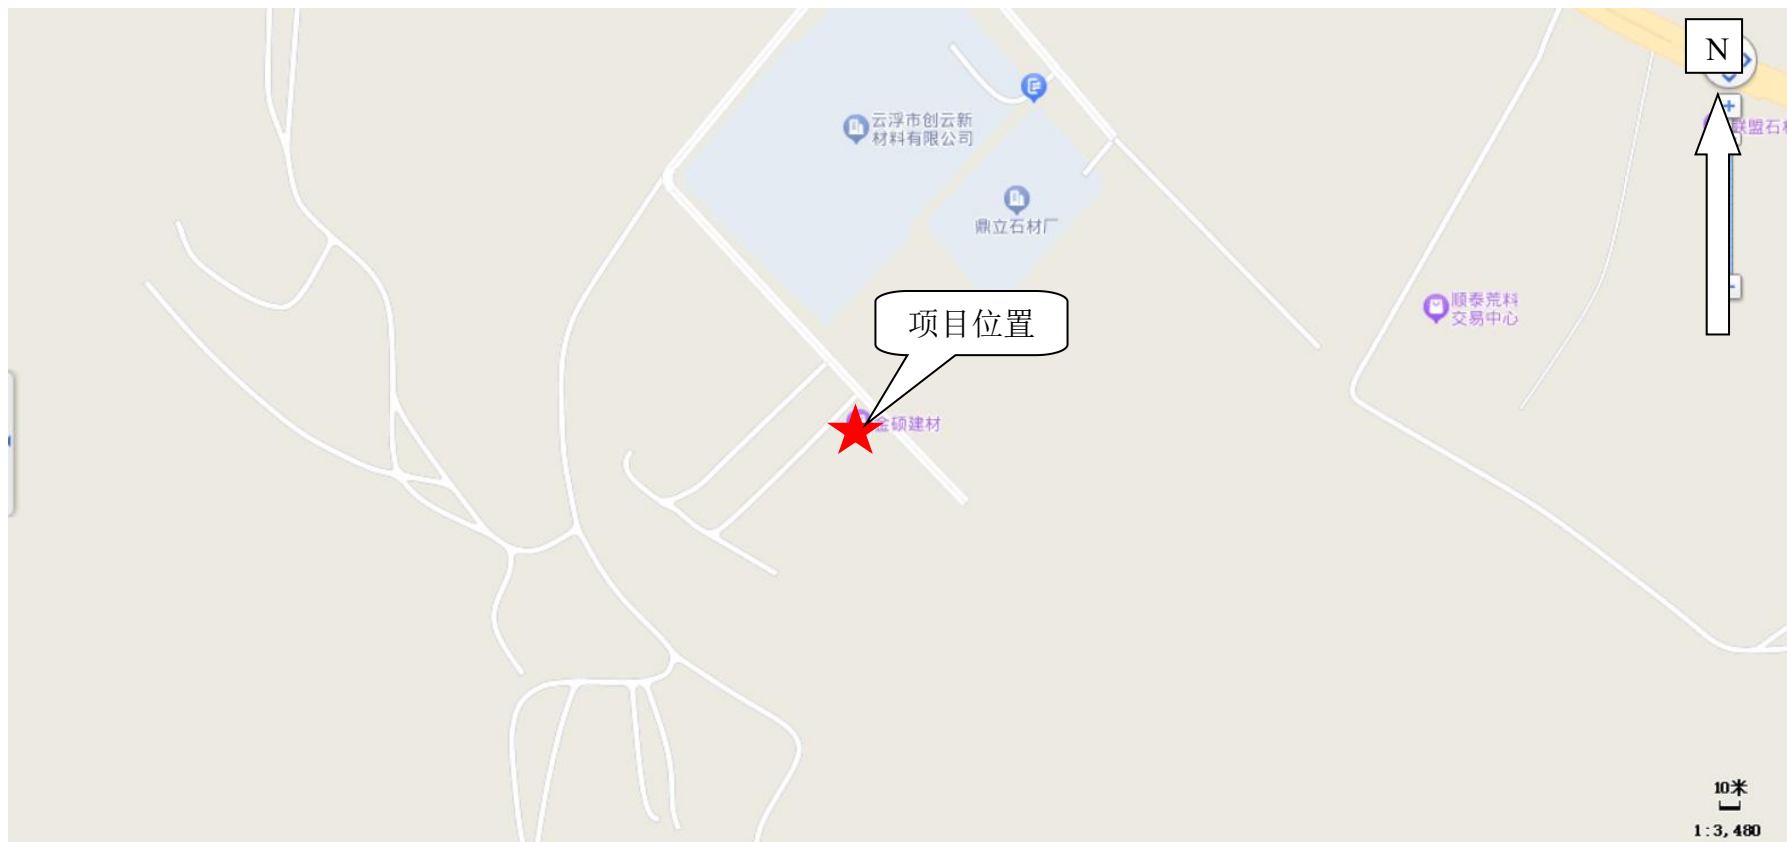 N
云浮市创云新
材料有限公司
联盟石材
鼎立石材厂
顺泰荒料
交易中心
项目位置
金硕建材
10米
1:3,480